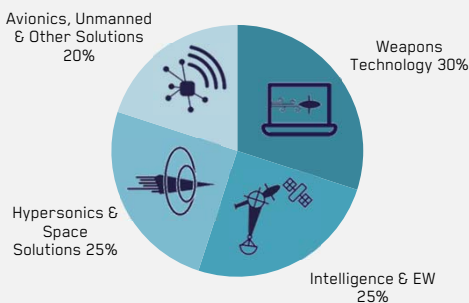 Avionics, Unmanned
& Other Solutions
20%
Weapons
Technology 30%
Hypersonics &
Space
Solutions 25%
Intelligence & EW
25%